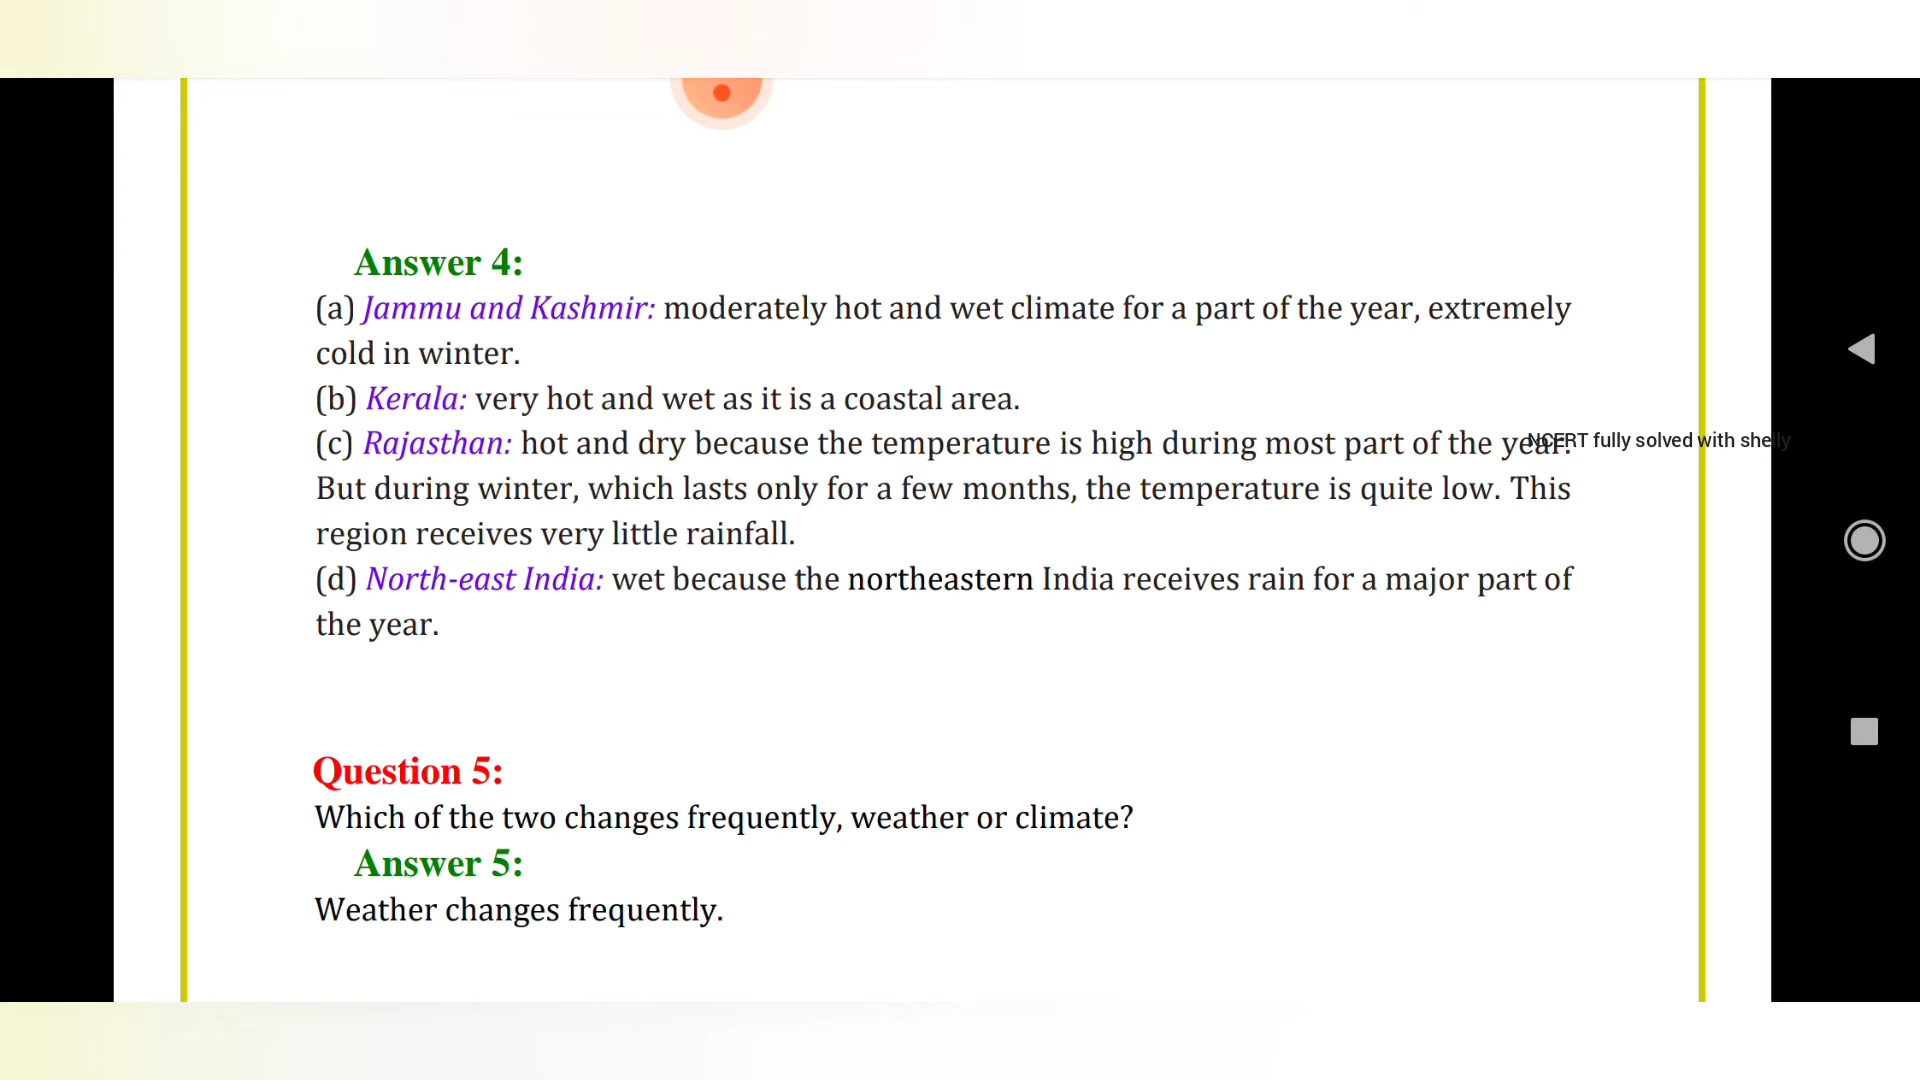 Answer 4:
(a) Jammu and Kashmir: moderately hot and wet climate for a part of the year, extremely
cold in winter.
(b) Kerala: very hot and wet as it is a coastal area.
(c) Rajasthan: hot and dry because the temperature is high during most part of the year.
NCERT fully solved with shelly
But during winter, which lasts only for a few months, the temperature is quite low. This
region receives very little rainfall.
(d) North-east India: wet because the northeastern India receives rain for a major part of
the year.
Question 5:
Which of the two changes frequently, weather or climate?
Answer 5:
Weather changes frequently.